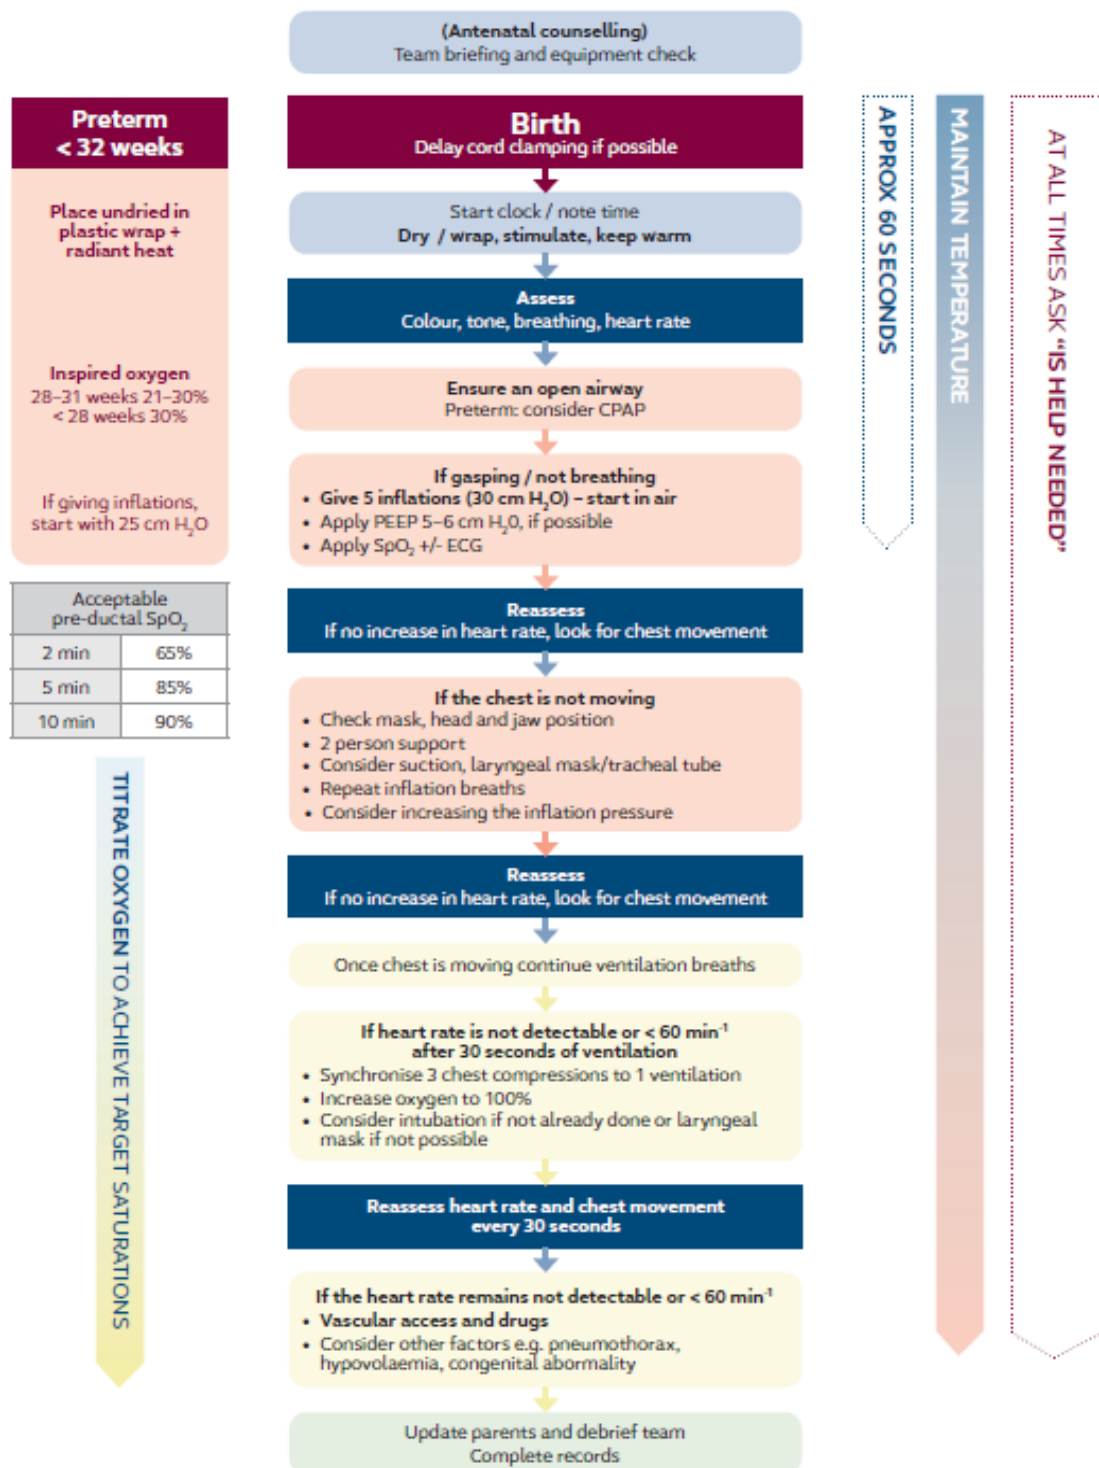 (Antenatal counselling)
Team briefing and equipment check
Preterm
< 32 weeks
Place undried in
plastic wrap +
radiant heat
Inspired oxygen
28–31 weeks 21–30%
< 28 weeks 30%
If giving inflations,
start with 25 cm H₂O
Acceptable
pre-ductal SpO₂
2 min 65%
5 min 85%
10 min 90%
TITRATE OXYGEN TO ACHIEVE TARGET SATURATIONS
Birth
Delay cord clamping if possible
Start clock / note time
Dry / wrap, stimulate, keep warm
Assess
Colour, tone, breathing, heart rate
Ensure an open airway
Preterm: consider CPAP
If gasping / not breathing
• Give 5 inflations (30 cm H₂O) – start in air
• Apply PEEP 5–6 cm H₂0, if possible
• Apply SpO₂ +/- ECG
Reassess
If no increase in heart rate, look for chest movement
If the chest is not moving
• Check mask, head and jaw position
• 2 person support
• Consider suction, laryngeal mask/tracheal tube
• Repeat inflation breaths
• Consider increasing the inflation pressure
Reassess
If no increase in heart rate, look for chest movement
Once chest is moving continue ventilation breaths
If heart rate is not detectable or < 60 min⁻¹
after 30 seconds of ventilation
• Synchronise 3 chest compressions to 1 ventilation
• Increase oxygen to 100%
• Consider intubation if not already done or laryngeal
mask if not possible
Reassess heart rate and chest movement
every 30 seconds
If the heart rate remains not detectable or < 60 min⁻¹
• Vascular access and drugs
• Consider other factors e.g. pneumothorax,
hypovolaemia, congenital abormality
Update parents and debrief team
Complete records
APPROX 60 SECONDS
MAINTAIN TEMPERATURE
AT ALL TIMES ASK "IS HELP NEEDED"